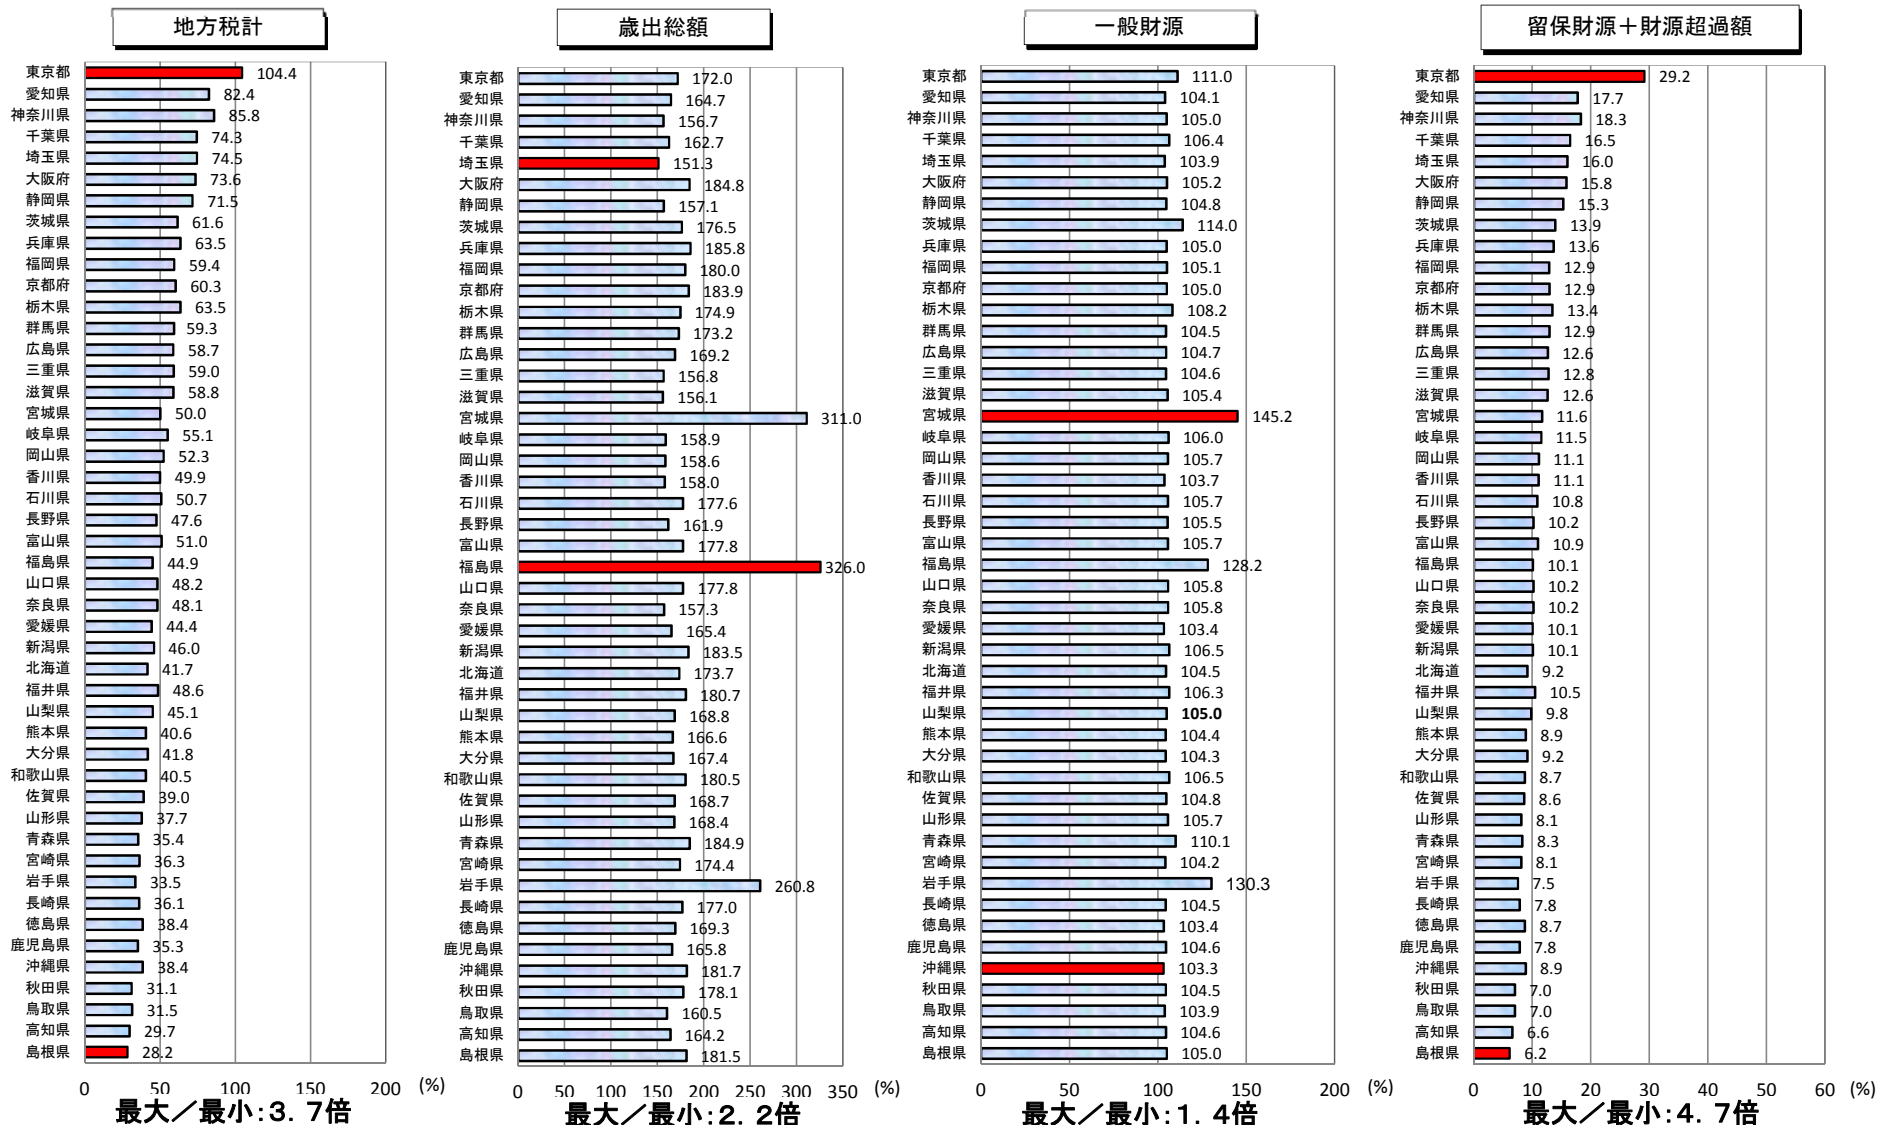 地方税計
東京都 104.4
愛知県 82.4
神奈川県 85.8
千葉県 74.3
埼玉県 74.5
大阪府 73.6
静岡県 71.5
茨城県 61.6
兵庫県 63.5
福岡県 59.4
京都府 60.3
栃木県 63.5
群馬県 59.3
広島県 58.7
三重県 59.0
滋賀県 58.8
宮城県 50.0
岐阜県 55.1
岡山県 52.3
香川県 49.9
石川県 50.7
長野県 47.6
富山県 51.0
福島県 44.9
山口県 48.2
奈良県 48.1
愛媛県 44.4
新潟県 46.0
北海道 41.7
福井県 48.6
山梨県 45.1
熊本県 40.6
大分県 41.8
和歌山県 40.5
佐賀県 39.0
山形県 37.7
青森県 35.4
宮崎県 36.3
岩手県 33.5
長崎県 36.1
徳島県 38.4
鹿児島県 35.3
沖縄県 38.4
秋田県 31.1
鳥取県 31.5
高知県 29.7
島根県 28.2
0 50 100 150 200 (%)
最大／最小：３．７倍
歳出総額
東京都 172.0
愛知県 164.7
神奈川県 156.7
千葉県 162.7
埼玉県 151.3
大阪府 184.8
静岡県 157.1
茨城県 176.5
兵庫県 185.8
福岡県 180.0
京都府 183.9
栃木県 174.9
群馬県 173.2
広島県 169.2
三重県 156.8
滋賀県 156.1
宮城県 311.0
岐阜県 158.9
岡山県 158.6
香川県 158.0
石川県 177.6
長野県 161.9
富山県 177.8
福島県 326.0
山口県 177.8
奈良県 157.3
愛媛県 165.4
新潟県 183.5
北海道 173.7
福井県 180.7
山梨県 168.8
熊本県 166.6
大分県 167.4
和歌山県 180.5
佐賀県 168.7
山形県 168.4
青森県 184.9
宮崎県 174.4
岩手県 260.8
長崎県 177.0
徳島県 169.3
鹿児島県 165.8
沖縄県 181.7
秋田県 178.1
鳥取県 160.5
高知県 164.2
島根県 181.5
0 50 100 150 200 250 300 350 (%)
最大／最小：２．２倍
一般財源
東京都 111.0
愛知県 104.1
神奈川県 105.0
千葉県 106.4
埼玉県 103.9
大阪府 105.2
静岡県 104.8
茨城県 114.0
兵庫県 105.0
福岡県 105.1
京都府 105.0
栃木県 108.2
群馬県 104.5
広島県 104.7
三重県 104.6
滋賀県 105.4
宮城県 145.2
岐阜県 106.0
岡山県 105.7
香川県 103.7
石川県 105.7
長野県 105.5
富山県 105.7
福島県 128.2
山口県 105.8
奈良県 105.8
愛媛県 103.4
新潟県 106.5
北海道 104.5
福井県 106.3
山梨県 105.0
熊本県 104.4
大分県 104.3
和歌山県 106.5
佐賀県 104.8
山形県 105.7
青森県 110.1
宮崎県 104.2
岩手県 130.3
長崎県 104.5
徳島県 103.4
鹿児島県 104.6
沖縄県 103.3
秋田県 104.5
鳥取県 103.9
高知県 104.6
島根県 105.0
0 50 100 150 200 (%)
最大／最小：１．４倍
留保財源＋財源超過額
東京都 29.2
愛知県 17.7
神奈川県 18.3
千葉県 16.5
埼玉県 16.0
大阪府 15.8
静岡県 15.3
茨城県 13.9
兵庫県 13.6
福岡県 12.9
京都府 12.9
栃木県 13.4
群馬県 12.9
広島県 12.6
三重県 12.8
滋賀県 12.6
宮城県 11.6
岐阜県 11.5
岡山県 11.1
香川県 11.1
石川県 10.8
長野県 10.2
富山県 10.9
福島県 10.1
山口県 10.2
奈良県 10.2
愛媛県 10.1
新潟県 10.1
北海道 9.2
福井県 10.5
山梨県 9.8
熊本県 8.9
大分県 9.2
和歌山県 8.7
佐賀県 8.6
山形県 8.1
青森県 8.3
宮崎県 8.1
岩手県 7.5
長崎県 7.8
徳島県 8.7
鹿児島県 7.8
沖縄県 8.9
秋田県 7.0
鳥取県 7.0
高知県 6.6
島根県 6.2
0 10 20 30 40 50 60 (%)
最大／最小：４．７倍